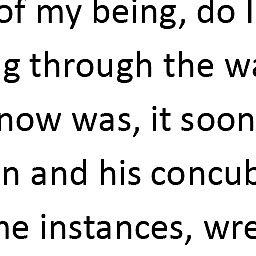 of my being, do I
g through the wa
now was, it soon
n and his concub
ne instances, wre